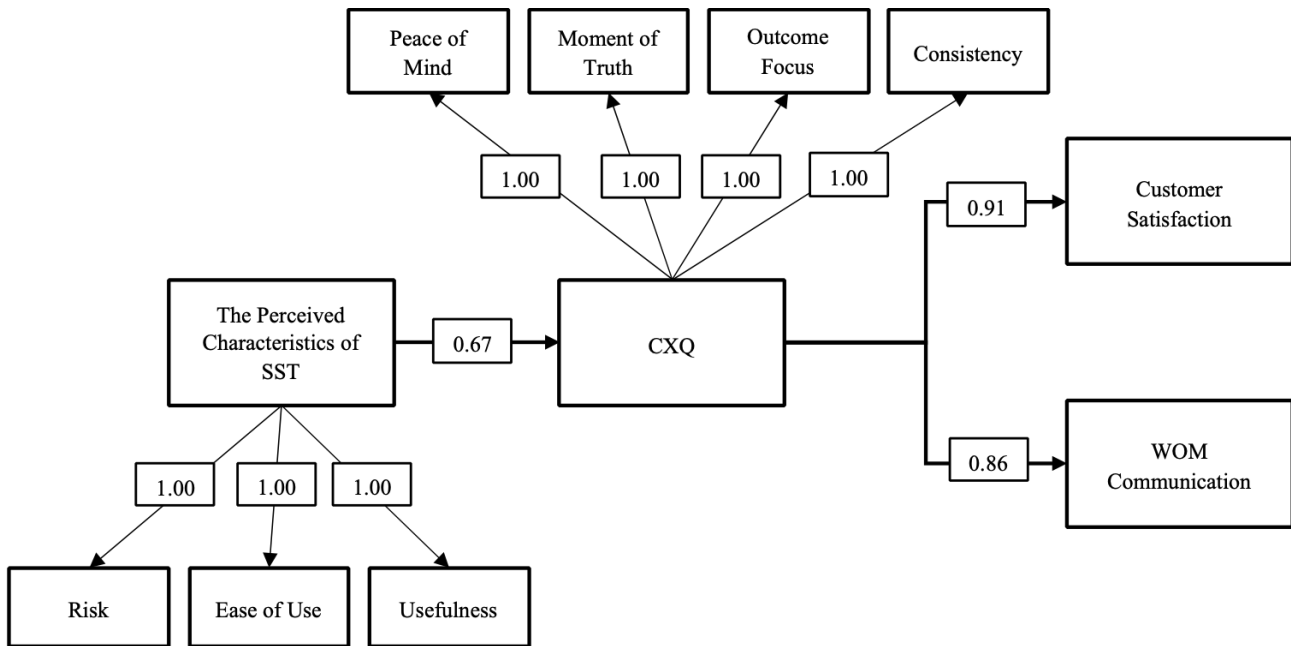 Peace of
Mind
Moment of
Truth
Outcome
Focus
Consistency
1.00
1.00
1.00
1.00
Customer
Satisfaction
0.91
The Perceived
Characteristics of
SST
0.67
CXQ
0.86
WOM
Communication
1.00
1.00
1.00
Risk
Ease of Use
Usefulness